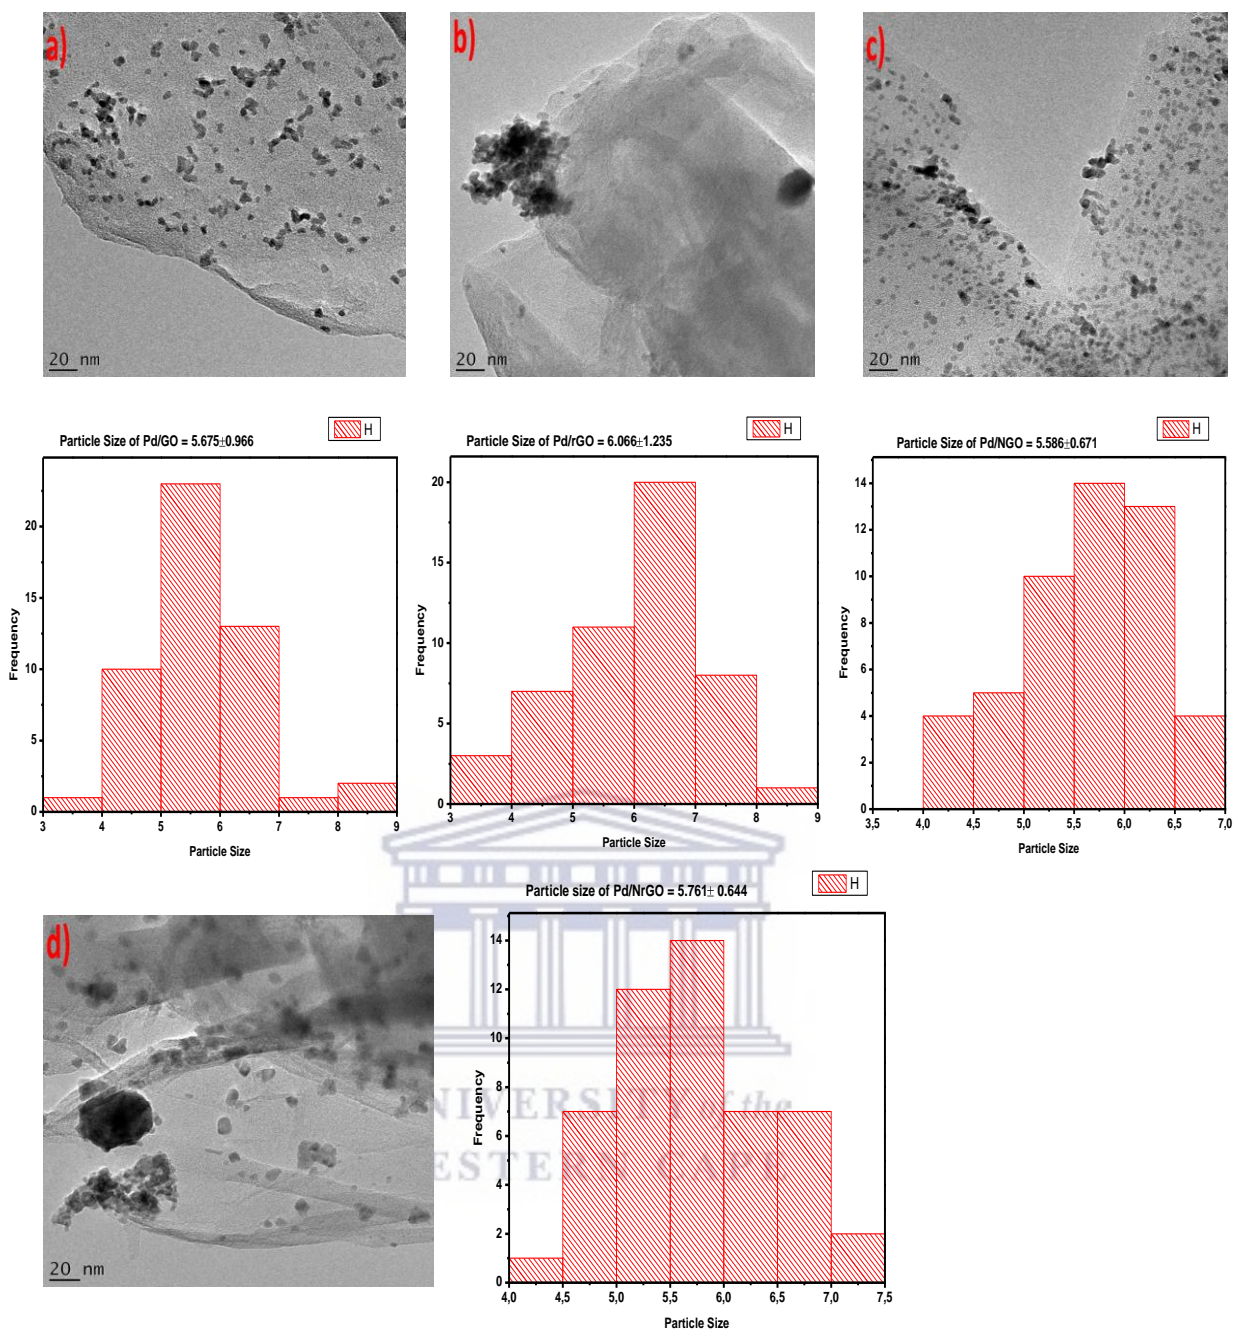 a)
b)
c)
20 nm
20 nm
20 nm
H
Particle Size of Pd/GO = 5.675±0.966
Frequency
20
15
10
5
0
3 4 5 6 7 8 9
Particle Size
H
Particle Size of Pd/rGO = 6.066±1.235
Frequency
20
15
10
5
0
3 4 5 6 7 8 9
Particle Size
H
Particle Size of Pd/NGO = 5.586±0.671
Frequency
14
12
10
8
6
4
2
0
3,5 4,0 4,5 5,0 5,5 6,0 6,5 7,0
Particle Size
d)
20 nm
H
Particle size of Pd/NrGO = 5.761± 0.644
Frequency
14
12
10
8
6
4
2
0
4,0 4,5 5,0 5,5 6,0 6,5 7,0 7,5
Particle Size
NIVERSITY of the
ESTERN CAPE